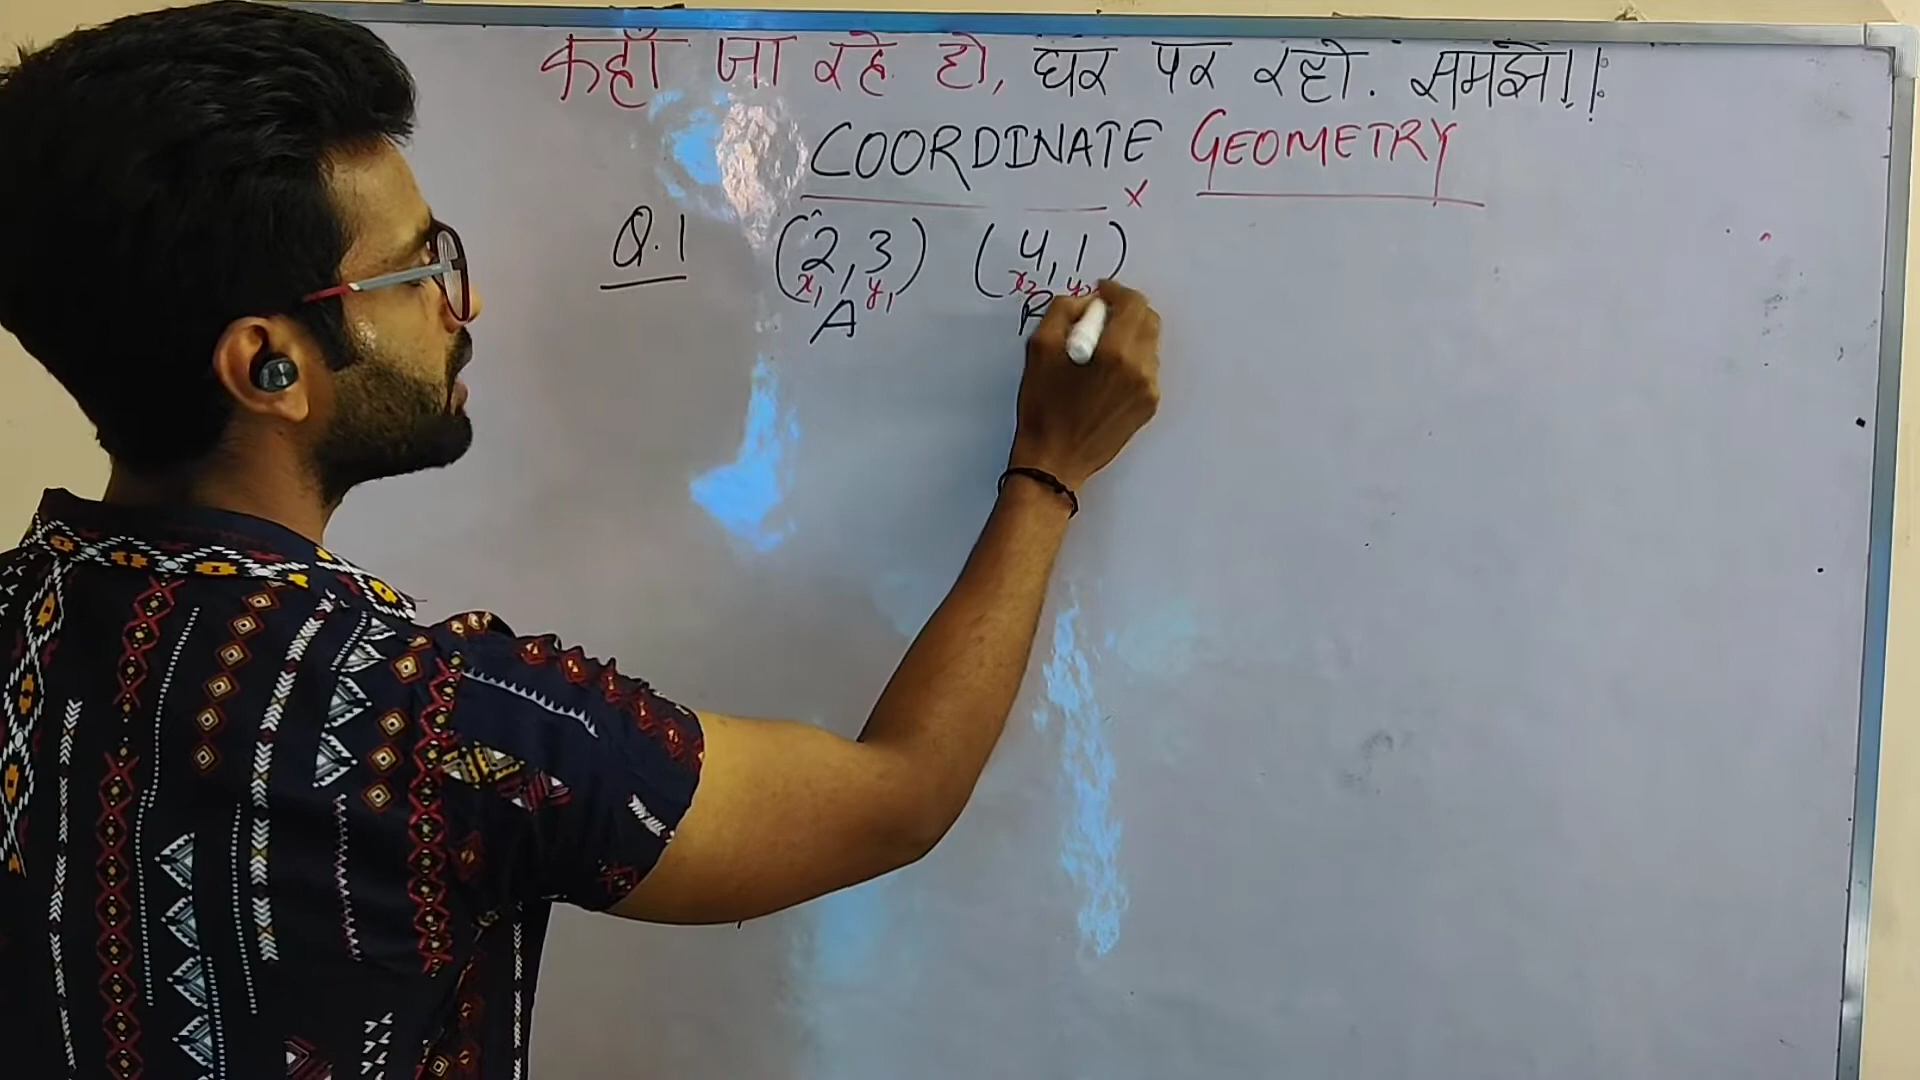 कहाँ जा रहे हो, घर पर रहो. समझे!!
COORDINATE GEOMETRY
Q.1 (2,3) (4,1)
x₁ y₁ x₂ y₂
A B